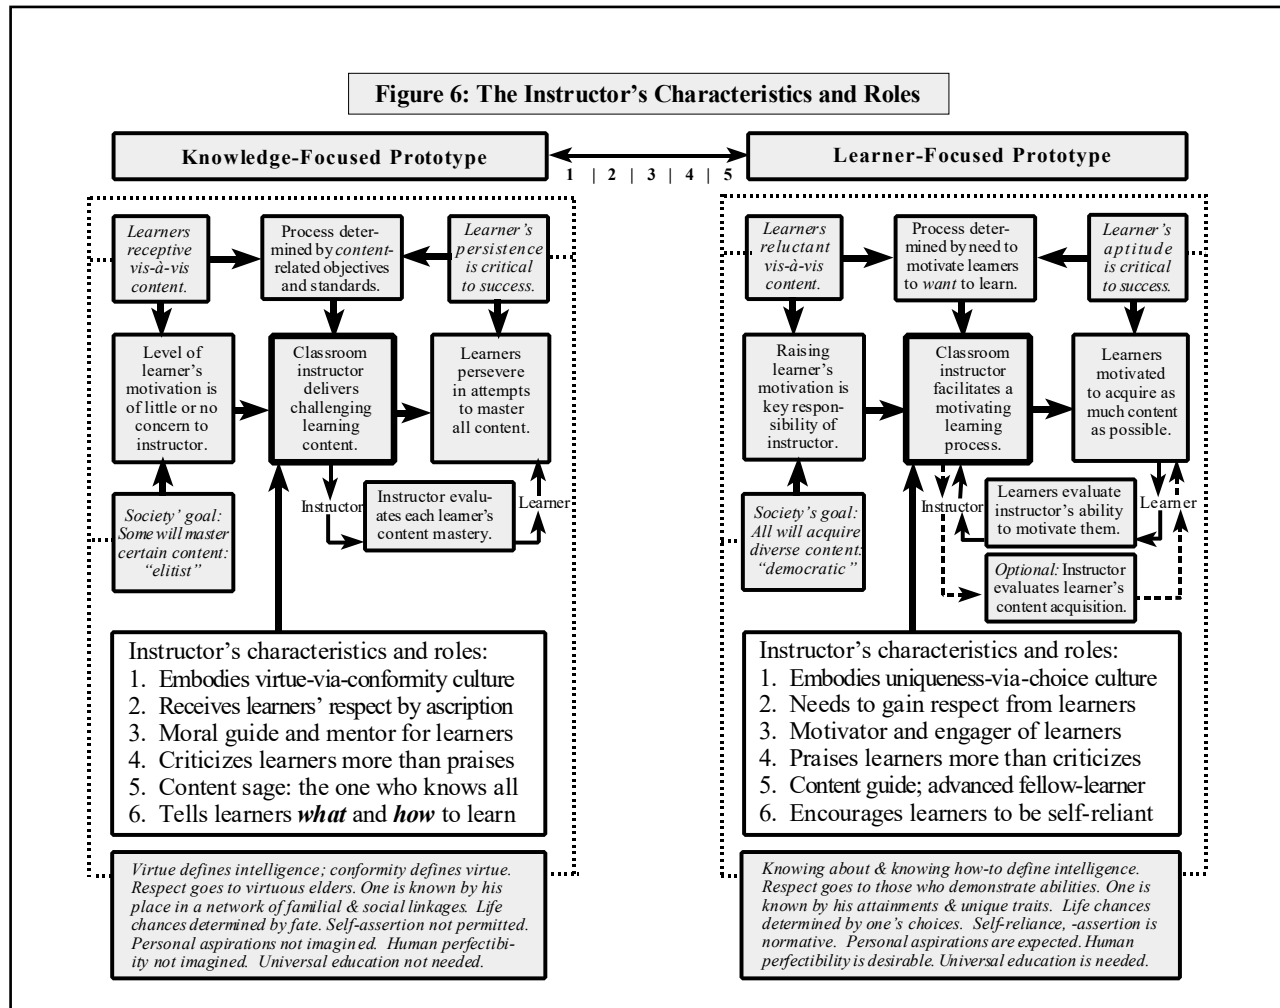 Figure 6: The Instructor's Characteristics and Roles
Knowledge-Focused Prototype
1 | 2 | 3 | 4 | 5
Learner-Focused Prototype
Learners
receptive
vis-à-vis
content.
Process deter-
mined by content-
related objectives
and standards.
Learner's
persistence
is critical
to success.
Level of
learner's
motivation is
of little or no
concern to
instructor.
Classroom
instructor
delivers
challenging
learning
content.
Learners
persevere
in attempts
to master
all content.
Society' goal:
Some will master
certain content:
"elitist"
Instructor
Instructor evalu-
ates each learner's
content mastery.
Learner
Instructor's characteristics and roles:
1. Embodies virtue-via-conformity culture
2. Receives learners' respect by ascription
3. Moral guide and mentor for learners
4. Criticizes learners more than praises
5. Content sage: the one who knows all
6. Tells learners what and how to learn
Virtue defines intelligence; conformity defines virtue.
Respect goes to virtuous elders. One is known by his
place in a network of familial & social linkages. Life
chances determined by fate. Self-assertion not permitted.
Personal aspirations not imagined. Human perfectibi-
ity not imagined. Universal education not needed.
Learners
reluctant
vis-à-vis
content.
Process deter-
mined by need to
motivate learners
to want to learn.
Learner's
aptitude
is critical
to success.
Raising
learner's
motivation is
key respon-
sibility of
instructor.
Classroom
instructor
facilitates a
motivating
learning
process.
Learners
motivated
to acquire as
much content
as possible.
Society's goal:
All will acquire
diverse content:
"democratic"
Instructor
Learners evaluate
instructor's ability
to motivate them.
Learner
Optional: Instructor
evaluates learner's
content acquisition.
Instructor's characteristics and roles:
1. Embodies uniqueness-via-choice culture
2. Needs to gain respect from learners
3. Motivator and engager of learners
4. Praises learners more than criticizes
5. Content guide; advanced fellow-learner
6. Encourages learners to be self-reliant
Knowing about & knowing how-to define intelligence.
Respect goes to those who demonstrate abilities. One is
known by his attainments & unique traits. Life chances
determined by one's choices. Self-reliance, -assertion is
normative. Personal aspirations are expected. Human
perfectibility is desirable. Universal education is needed.